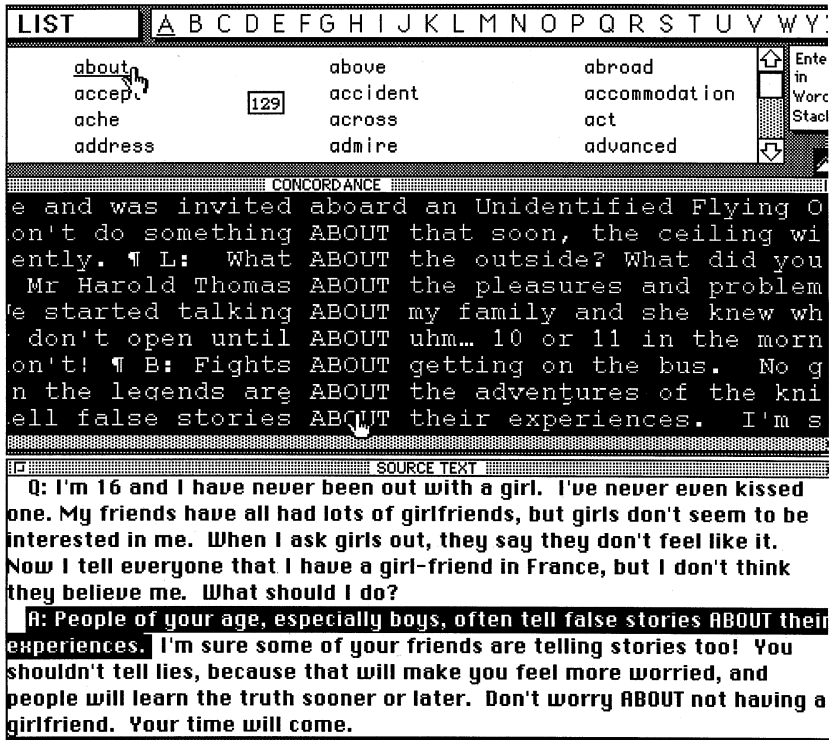 LIST
A B C D E F G H I J K L M N O P Q R S T U V W Y
about above abroad
accept accident accommodation
129
ache across act
address admire advanced
Ente
in
Word
Stack
CONCORDANCE
e and was invited aboard an Unidentified Flying O
on't do something ABOUT that soon, the ceiling wi
ently. ¶ L: What ABOUT the outside? What did you
Mr Harold Thomas ABOUT the pleasures and problem
e started talking ABOUT my family and she knew wh
don't open until ABOUT uhm… 10 or 11 in the morn
on't! ¶ B: Fights ABOUT getting on the bus. No g
n the legends are ABOUT the adventures of the kni
ell false stories ABOUT their experiences. I'm s
SOURCE TEXT
Q: I'm 16 and I have never been out with a girl. I've never even kissed
one. My friends have all had lots of girlfriends, but girls don't seem to be
interested in me. When I ask girls out, they say they don't feel like it.
Now I tell everyone that I have a girl-friend in France, but I don't think
they believe me. What should I do?
A: People of your age, especially boys, often tell false stories ABOUT their
experiences. I'm sure some of your friends are telling stories too! You
shouldn't tell lies, because that will make you feel more worried, and
people will learn the truth sooner or later. Don't worry ABOUT not having a
girlfriend. Your time will come.